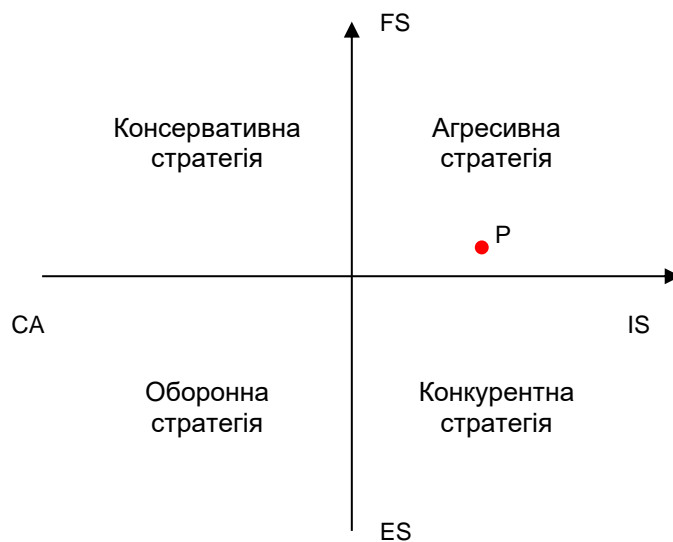 FS
Консервативна
стратегія
Агресивна
стратегія
P
CA
IS
Оборонна
стратегія
Конкурентна
стратегія
ES